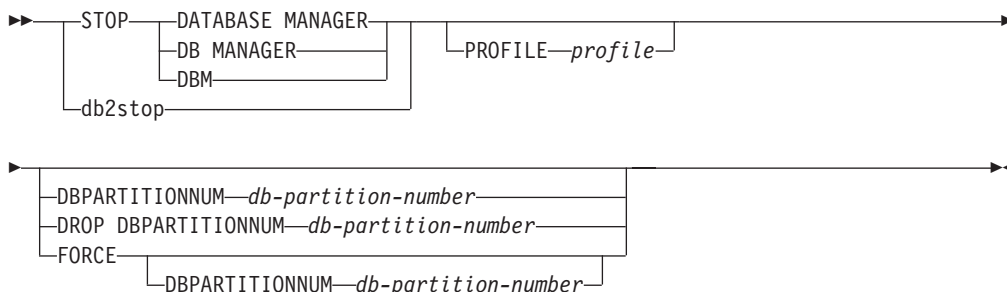 STOP DATABASE MANAGER
DB MANAGER PROFILE profile
DBM
db2stop
DBPARTITIONNUM db-partition-number
DROP DBPARTITIONNUM db-partition-number
FORCE
DBPARTITIONNUM db-partition-number